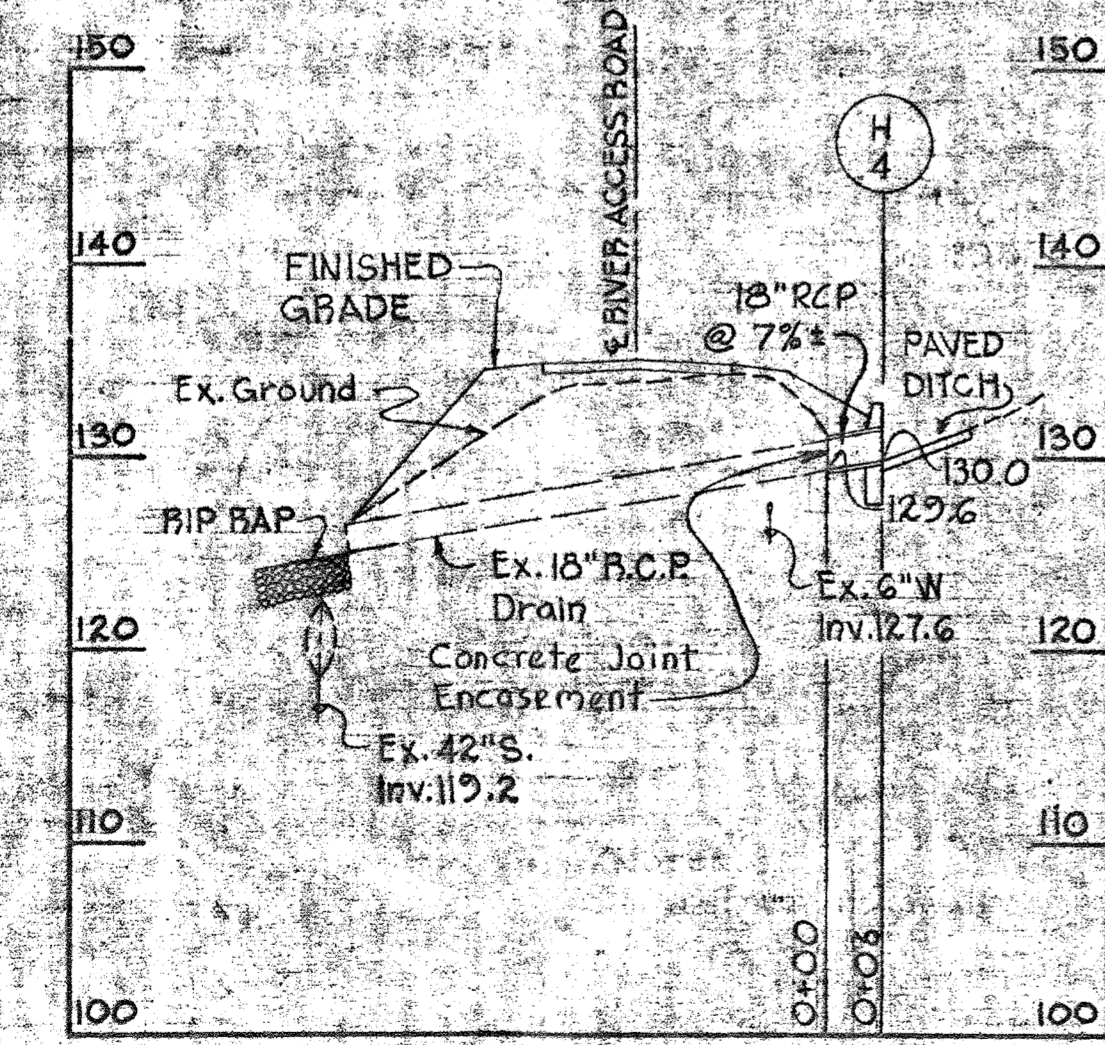 150
150
RIVER ACCESS ROAD
H
4
140
140
FINISHED
GRADE
18" RCP
@ 7% ±
PAVED
DITCH
Ex. Ground
130
130
130.0
129.6
RIP RAP
Ex. 18" R.C.P.
Drain
Ex. 6" W
Inv. 127.6
120
120
Concrete Joint
Encasement
Ex. 42" S.
Inv. 119.2
110
110
0+00
0+08
100
100